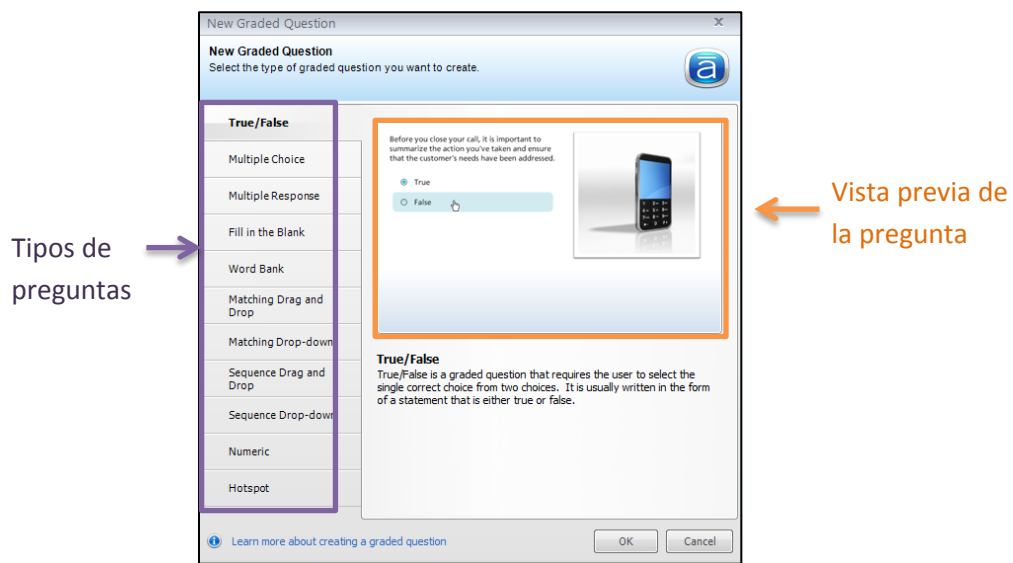 New Graded Question
x
New Graded Question
Select the type of graded question you want to create.
ā
True/False
Multiple Choice
Multiple Response
Fill in the Blank
Word Bank
Matching Drag and
Drop
Matching Drop-down
Sequence Drag and
Drop
Sequence Drop-down
Numeric
Hotspot
Before you close your call, it is important to
summarize the action you've taken and ensure
that the customer's needs have been addressed.
True
False
True/False
True/False is a graded question that requires the user to select the
single correct choice from two choices. It is usually written in the form
of a statement that is either true or false.
Learn more about creating a graded question
OK
Cancel
Tipos de
preguntas
Vista previa de
la pregunta